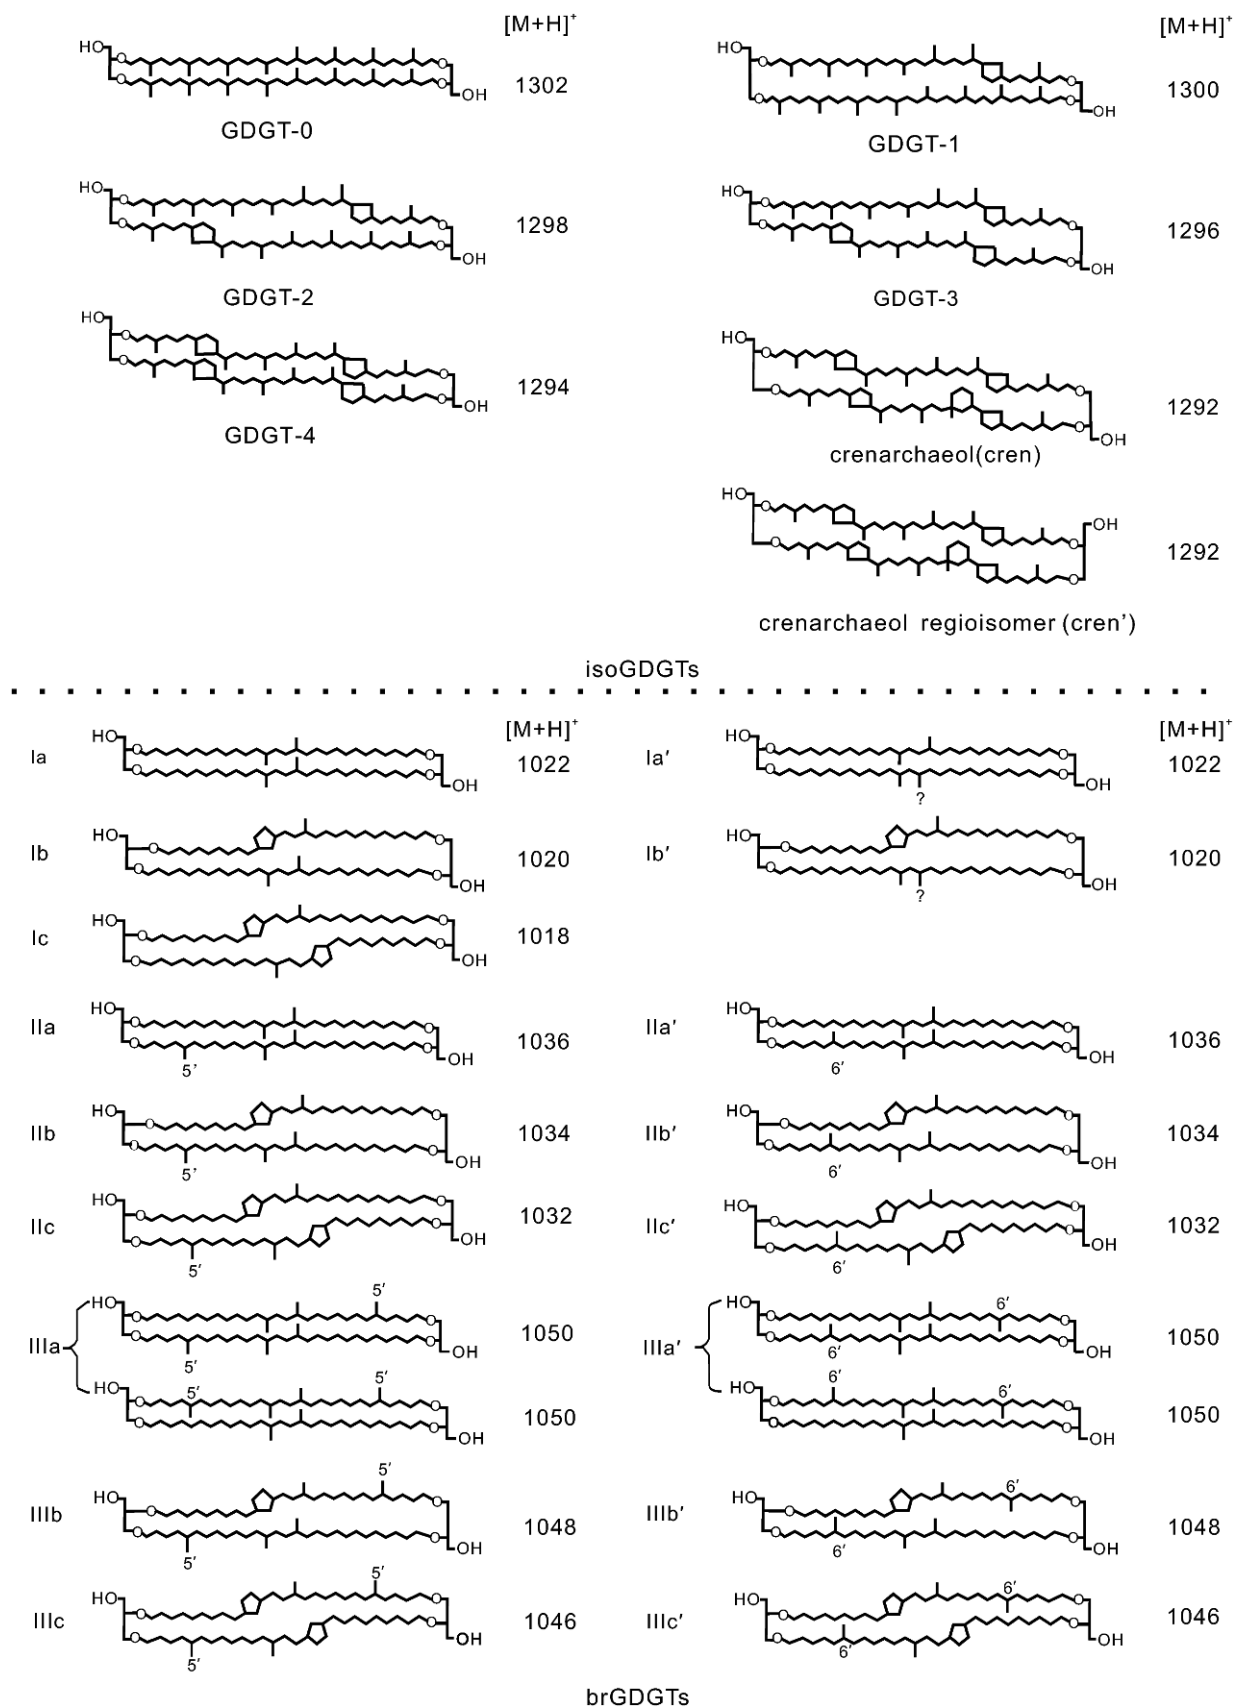 [M+H]⁺
[M+H]⁺
HO
O
O
O
O
OH
1302
GDGT-0
HO
O
O
O
O
OH
1300
GDGT-1
HO
O
O
O
O
OH
1298
GDGT-2
HO
O
O
O
O
OH
1296
GDGT-3
HO
O
O
O
O
OH
1294
GDGT-4
HO
O
O
O
O
OH
1292
crenarchaeol(cren)
HO
O
O
O
O
OH
1292
crenarchaeol regioisomer (cren’)
isoGDGTs
[M+H]⁺
[M+H]⁺
Ia
HO
O
O
O
O
OH
1022
Ia′
HO
O
O
O
O
OH
?
1022
Ib
HO
O
O
O
O
OH
1020
Ib′
HO
O
O
O
O
OH
?
1020
Ic
HO
O
O
O
O
OH
1018
IIa
HO
O
O
O
O
OH
5’
1036
IIa′
HO
O
O
O
O
OH
6′
1036
IIb
HO
O
O
O
O
OH
5’
1034
IIb′
HO
O
O
O
O
OH
6′
1034
IIc
HO
O
O
O
O
OH
5′
1032
IIc′
HO
O
O
O
O
OH
6′
1032
IIIa
HO
5′
O
O
O
O
OH
5′
1050
HO
5′
5′
O
O
O
O
OH
1050
IIIa′
HO
6′
O
O
O
O
OH
6′
1050
HO
6′
6′
O
O
O
O
OH
1050
IIIb
HO
5′
O
O
O
O
OH
5′
1048
IIIb′
HO
6′
O
O
O
O
OH
6′
1048
IIIc
HO
5′
O
O
O
O
OH
5′
1046
IIIc′
HO
6′
O
O
O
O
OH
6′
1046
brGDGTs